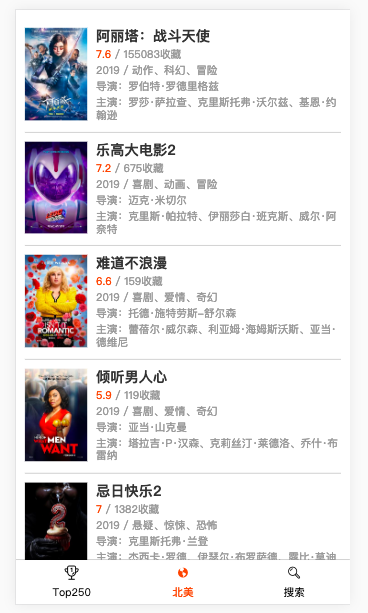 阿丽塔：战斗天使
7.6 / 155083收藏
2019 / 动作、科幻、冒险
导演：罗伯特·罗德里格兹
主演：罗莎·萨拉查、克里斯托弗·沃尔兹、基恩·约
翰逊
乐高大电影2
7.2 / 675收藏
2019 / 喜剧、动画、冒险
导演：迈克·米切尔
主演：克里斯·帕拉特、伊丽莎白·班克斯、威尔·阿
奈特
难道不浪漫
6.6 / 159收藏
2019 / 喜剧、爱情、奇幻
导演：托德·施特劳斯-舒尔森
主演：蕾蓓尔·威尔森、利亚姆·海姆斯沃斯、亚当·
德维尼
ISN'T IT
ROMANTIC
倾听男人心
5.9 / 119收藏
2019 / 喜剧、爱情、奇幻
导演：亚当·山克曼
主演：塔拉吉·P·汉森、克莉丝汀·莱德洛、乔什·布
雷纳
MEN
WANT
忌日快乐2
7 / 1382收藏
2019 / 悬疑、惊悚、恐怖
导演：克里斯托弗·兰登
主演：杰西卡·罗德、伊瑟尔·布罗萨德、露比·莫迪
2
Top250
北美
搜索